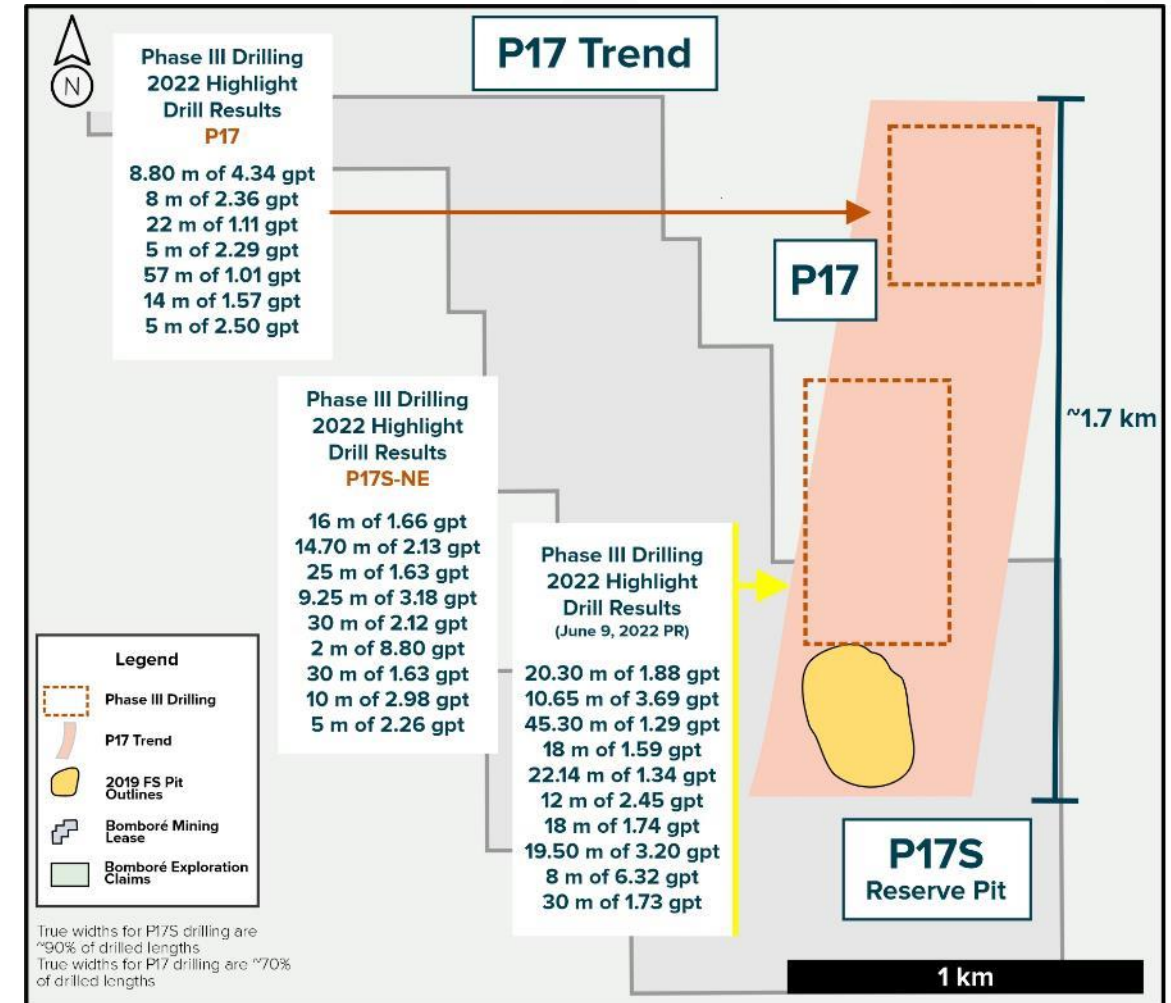 P17 Trend
N
Phase III Drilling
2022 Highlight
Drill Results
P17
8.80 m of 4.34 gpt
8 m of 2.36 gpt
22 m of 1.11 gpt
5 m of 2.29 gpt
57 m of 1.01 gpt
14 m of 1.57 gpt
5 m of 2.50 gpt
P17
~1.7 km
Phase III Drilling
2022 Highlight
Drill Results
P17S-NE
16 m of 1.66 gpt
14.70 m of 2.13 gpt
25 m of 1.63 gpt
9.25 m of 3.18 gpt
30 m of 2.12 gpt
2 m of 8.80 gpt
30 m of 1.63 gpt
10 m of 2.98 gpt
5 m of 2.26 gpt
Phase III Drilling
2022 Highlight
Drill Results
(June 9, 2022 PR)
20.30 m of 1.88 gpt
10.65 m of 3.69 gpt
45.30 m of 1.29 gpt
18 m of 1.59 gpt
22.14 m of 1.34 gpt
12 m of 2.45 gpt
18 m of 1.74 gpt
19.50 m of 3.20 gpt
8 m of 6.32 gpt
30 m of 1.73 gpt
P17S
Reserve Pit
Legend
Phase III Drilling
P17 Trend
2019 FS Pit
Outlines
Bomboré Mining
Lease
Bomboré Exploration
Claims
True widths for P17S drilling are
~90% of drilled lengths
True widths for P17 drilling are ~70%
of drilled lengths
1 km